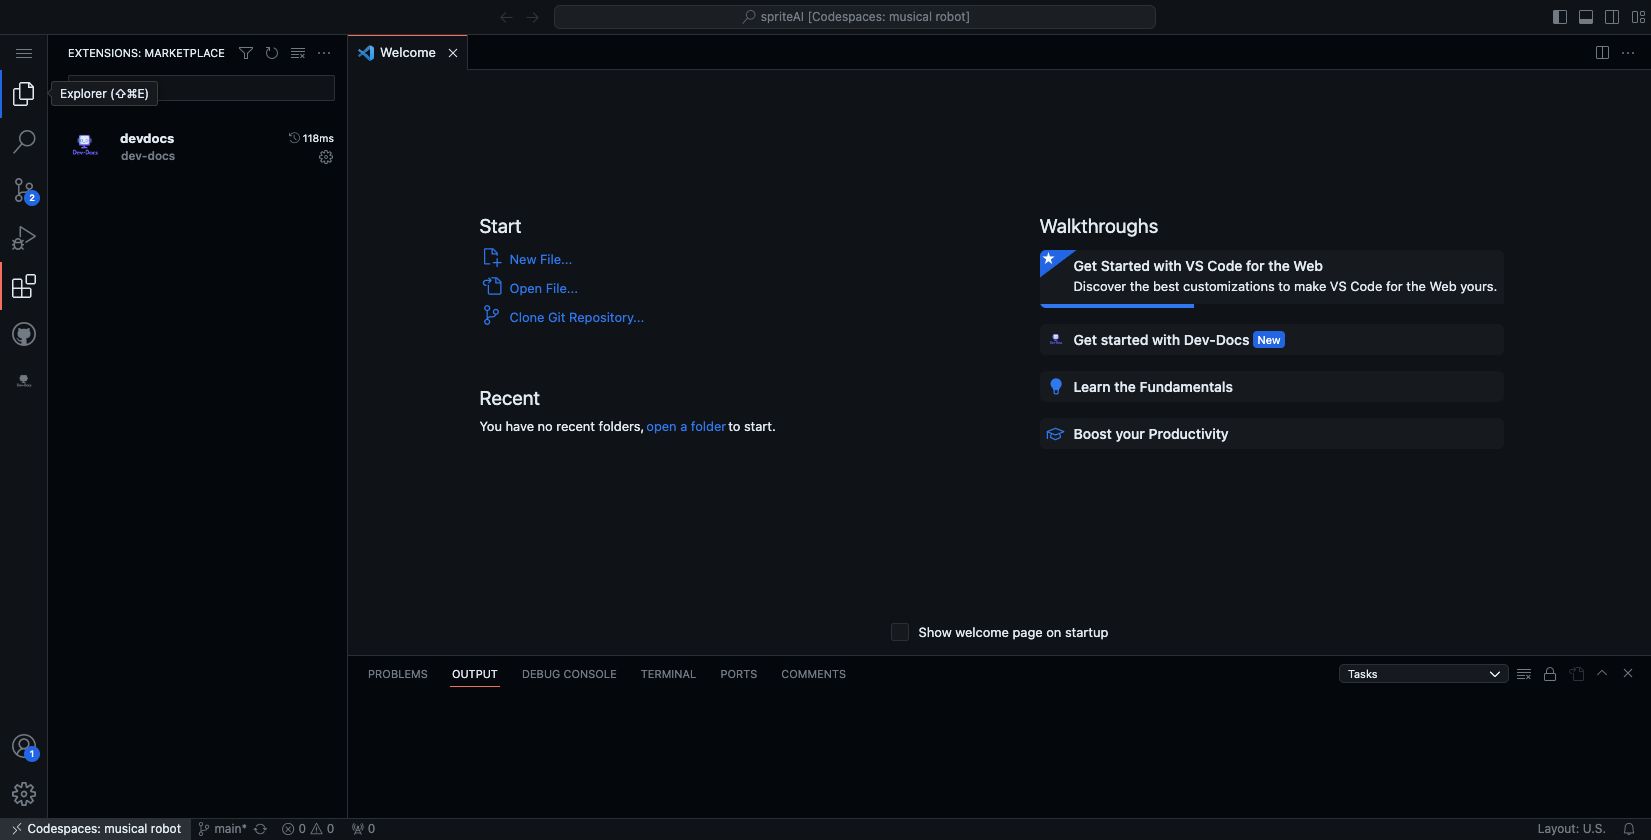 spriteAI [Codespaces: musical robot]
EXTENSIONS: MARKETPLACE
Welcome
Explorer (⇧⌘E)
devdocs
118ms
dev-docs
Dev-Docs
2
Start
New File...
Open File...
Clone Git Repository...
Recent
You have no recent folders, open a folder to start.
Walkthroughs
Get Started with VS Code for the Web
Discover the best customizations to make VS Code for the Web yours.
Get started with Dev-Docs New
Learn the Fundamentals
Boost your Productivity
Show welcome page on startup
PROBLEMS OUTPUT DEBUG CONSOLE TERMINAL PORTS COMMENTS
Tasks
1
Codespaces: musical robot main* 0 0 0
Layout: U.S.